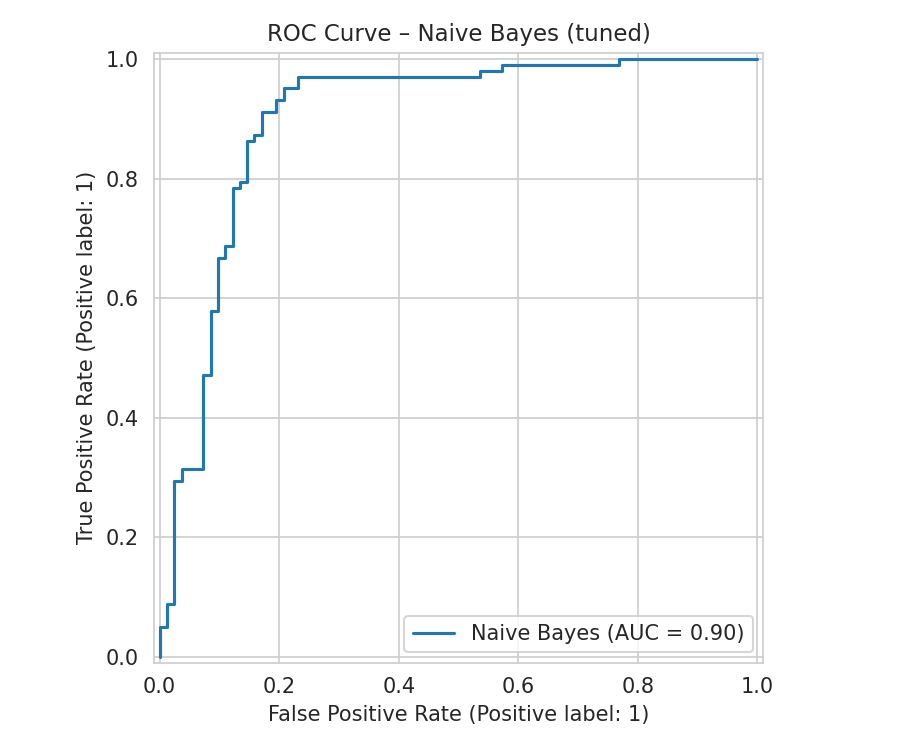 ROC Curve – Naive Bayes (tuned)
1.0
0.8
0.6
0.4
0.2
0.0
True Positive Rate (Positive label: 1)
Naive Bayes (AUC = 0.90)
0.0 0.2 0.4 0.6 0.8 1.0
False Positive Rate (Positive label: 1)